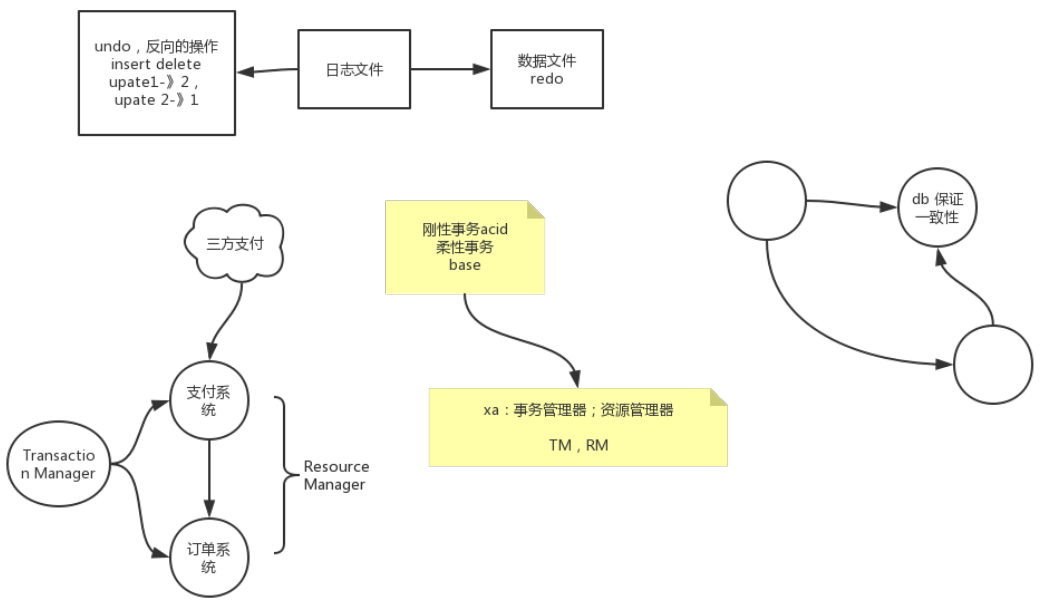 undo，反向的操作
insert delete
upate1-》2，
upate 2-》1
日志文件
数据文件
redo
db 保证
一致性
三方支付
刚性事务acid
柔性事务
base
支付系
统
xa：事务管理器；资源管理器
TM，RM
Transactio
n Manager
Resource
Manager
订单系
统